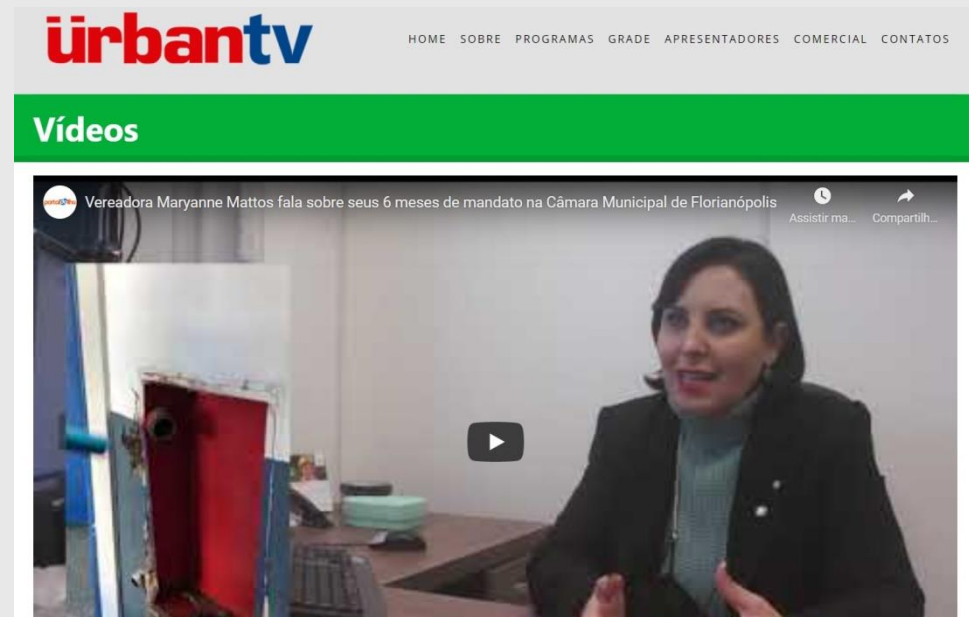 ürbantv
HOME SOBRE PROGRAMAS GRADE APRESENTADORES COMERCIAL CONTATOS
Vídeos
Vereadora Maryanne Mattos fala sobre seus 6 meses de mandato na Câmara Municipal de Florianópolis
Assistir ma...
Compartilh...